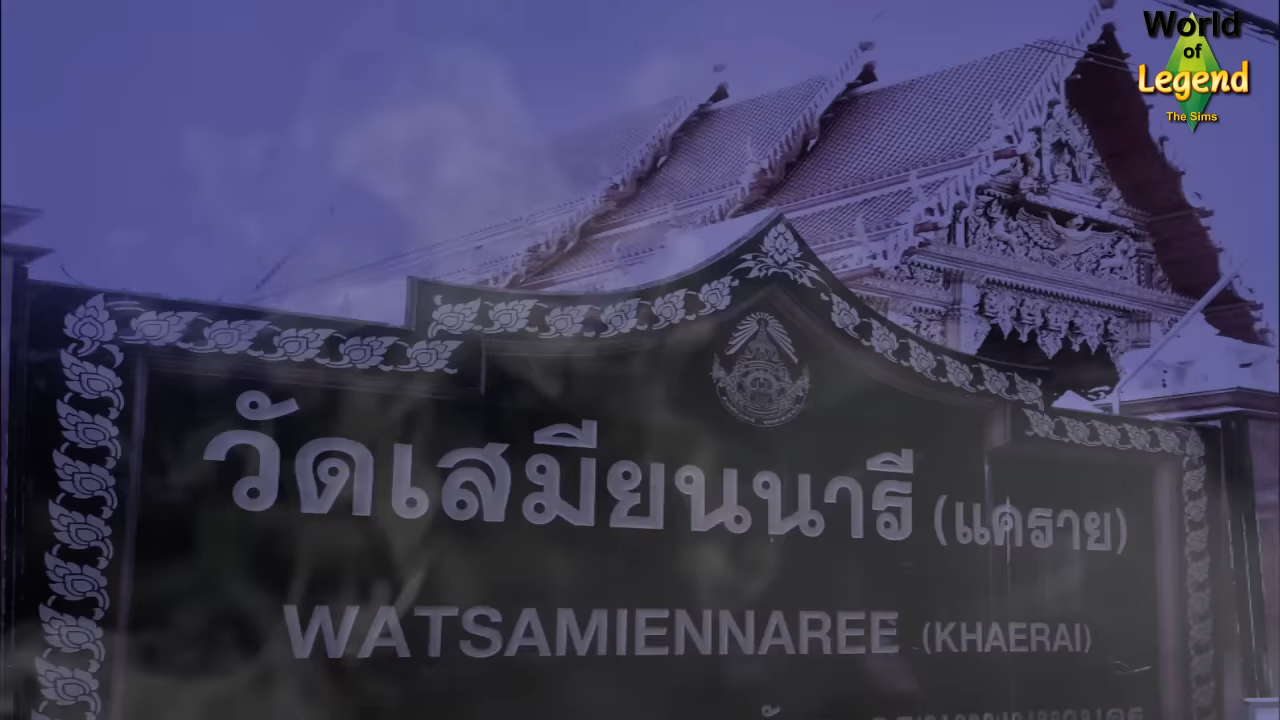 World
of
Legend
The Sims
วัดเสมียนนารี (แคราย)
WATSAMIENNAREE (KHAERAI)